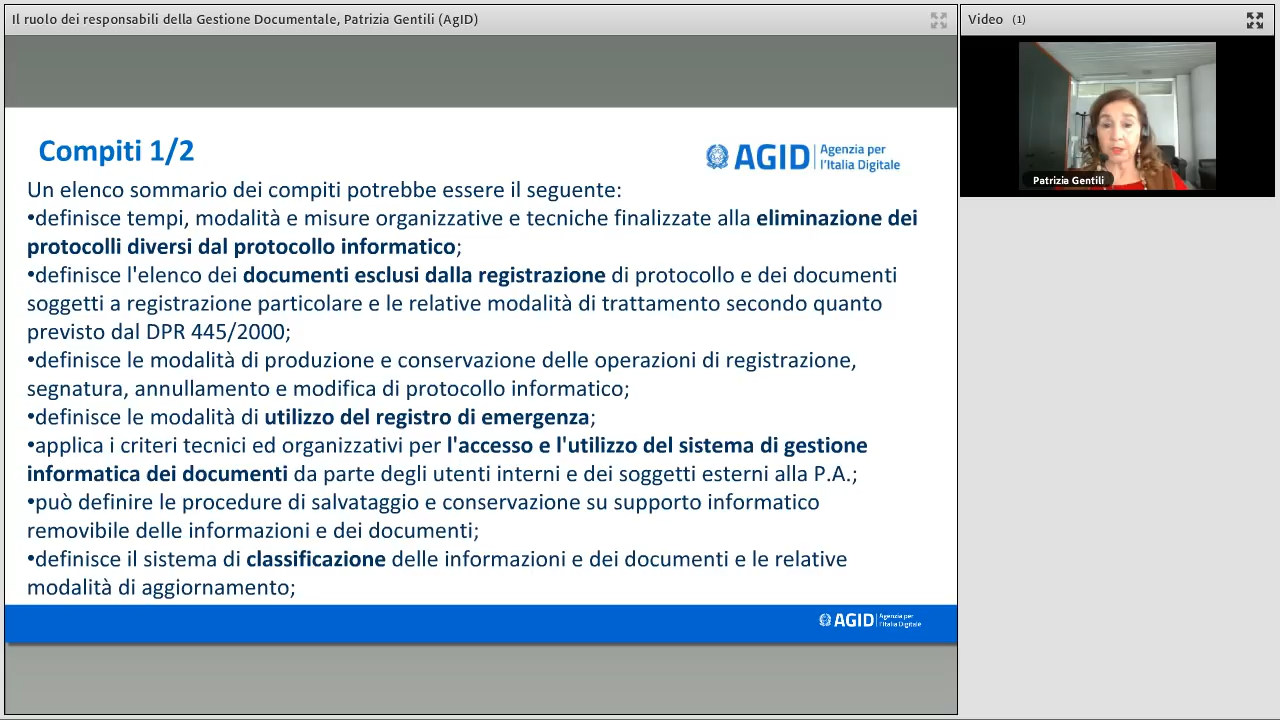 Il ruolo dei responsabili della Gestione Documentale, Patrizia Gentili (AgID)
Video (1)
Patrizia Gentili
Compiti 1/2
AGID Agenzia per
l'Italia Digitale
Un elenco sommario dei compiti potrebbe essere il seguente:
•definisce tempi, modalità e misure organizzative e tecniche finalizzate alla eliminazione dei
protocolli diversi dal protocollo informatico;
•definisce l'elenco dei documenti esclusi dalla registrazione di protocollo e dei documenti
soggetti a registrazione particolare e le relative modalità di trattamento secondo quanto
previsto dal DPR 445/2000;
•definisce le modalità di produzione e conservazione delle operazioni di registrazione,
segnatura, annullamento e modifica di protocollo informatico;
•definisce le modalità di utilizzo del registro di emergenza;
•applica i criteri tecnici ed organizzativi per l'accesso e l'utilizzo del sistema di gestione
informatica dei documenti da parte degli utenti interni e dei soggetti esterni alla P.A.;
•può definire le procedure di salvataggio e conservazione su supporto informatico
removibile delle informazioni e dei documenti;
•definisce il sistema di classificazione delle informazioni e dei documenti e le relative
modalità di aggiornamento;
AGID Agenzia per
l'Italia Digitale